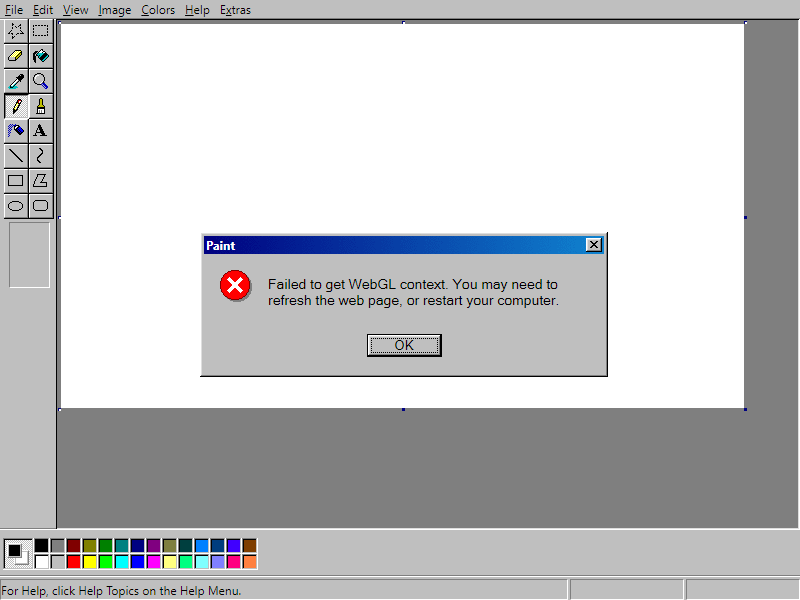 File Edit View Image Colors Help Extras
A
Paint
Failed to get WebGL context. You may need to
refresh the web page, or restart your computer.
OK
For Help, click Help Topics on the Help Menu.